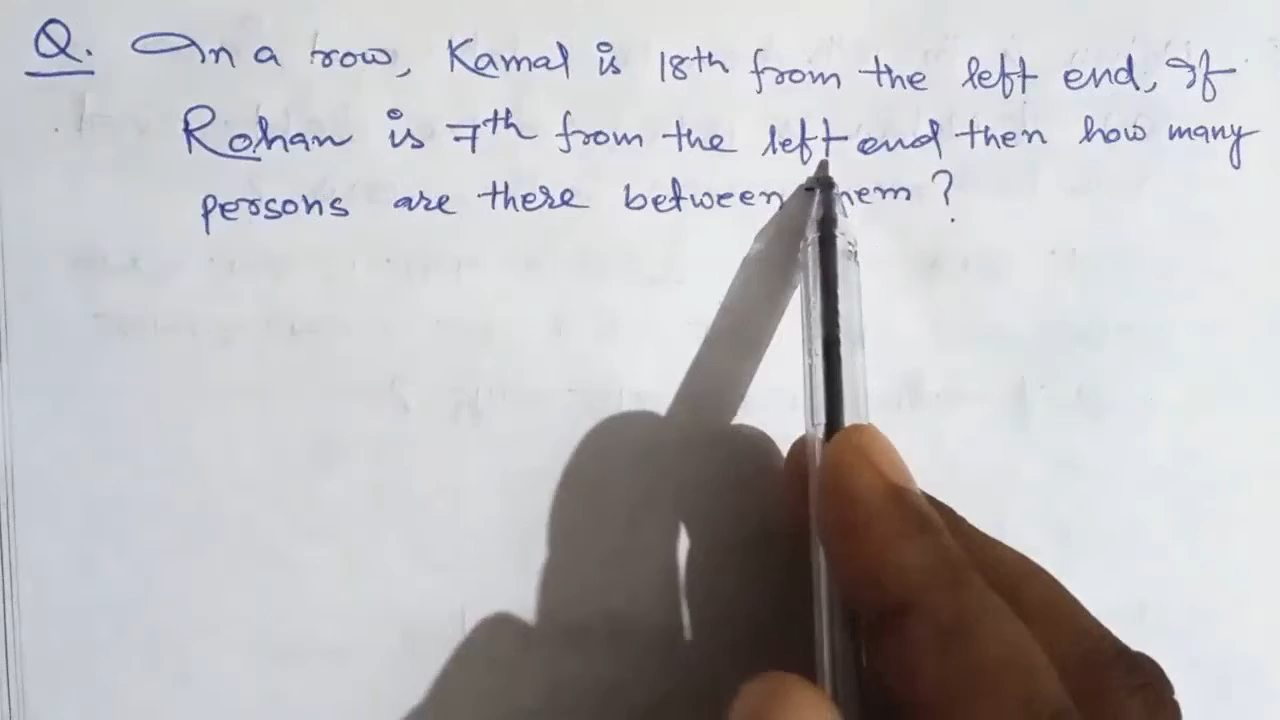 Q. In a row, Kamal is 18th from the left end, If
Rohan is 7th from the left end then how many
persons are there between them ?